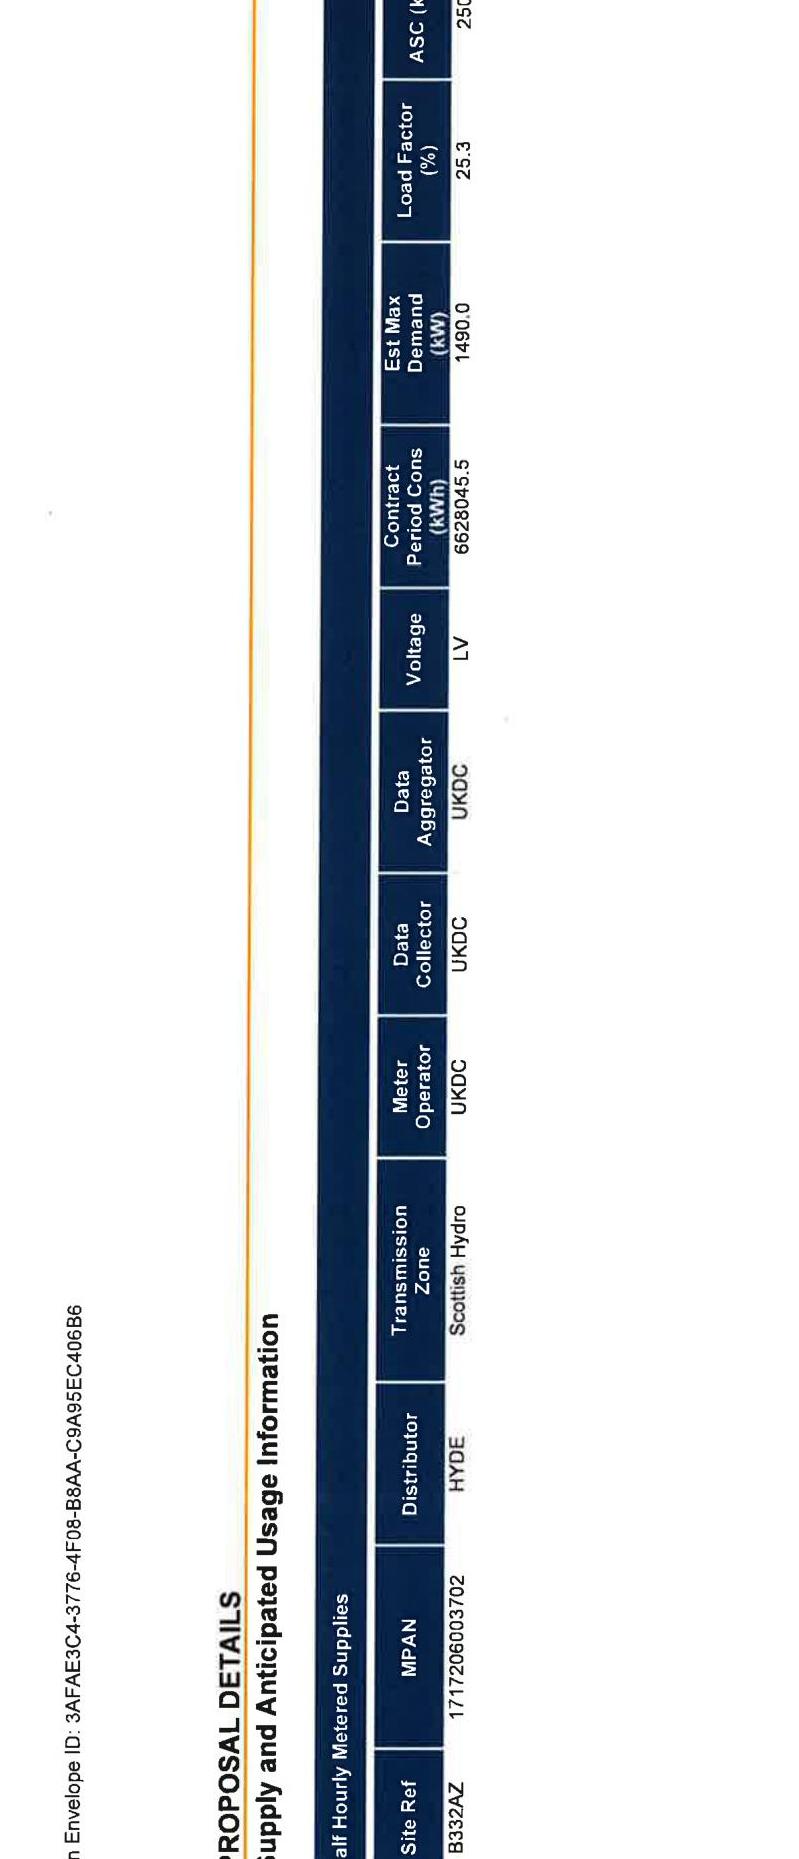 n Envelope ID: 3AFAE3C4-3776-4F08-B8AA-C9A95EC406B6
PROPOSAL DETAILS
Supply and Anticipated Usage Information
alf Hourly Metered Supplies
Site Ref MPAN Distributor Transmission Zone Meter Operator Data Collector Data Aggregator Voltage Contract Period Cons (kWh) Est Max Demand (kW) Load Factor (%) ASC (k
B332AZ 1717206003702 HYDE Scottish Hydro UKDC UKDC UKDC LV 6628045.5 1490.0 25.3 250